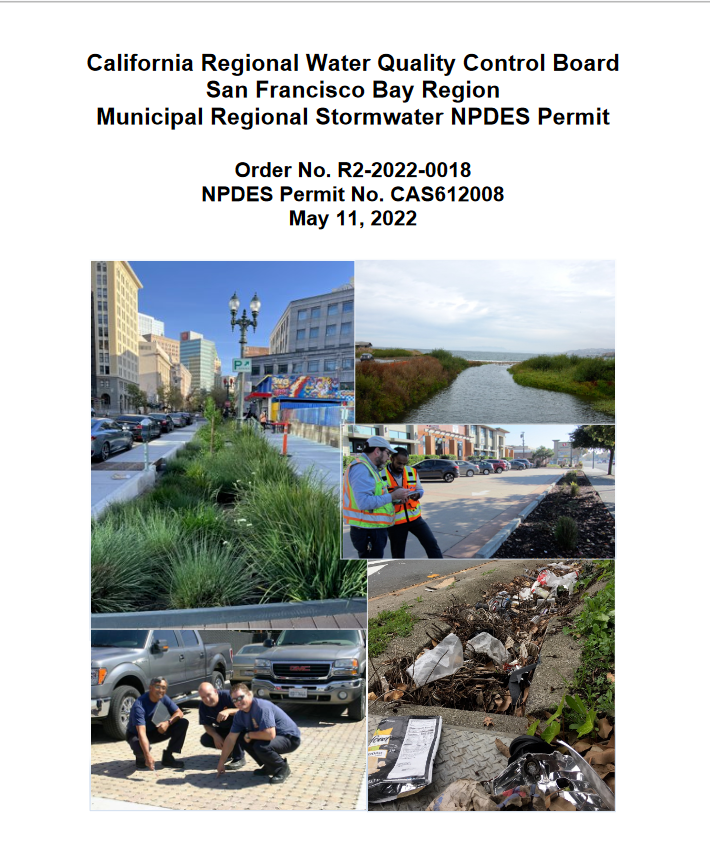 California Regional Water Quality Control Board
San Francisco Bay Region
Municipal Regional Stormwater NPDES Permit
Order No. R2-2022-0018
NPDES Permit No. CAS612008
May 11, 2022
P
GMC